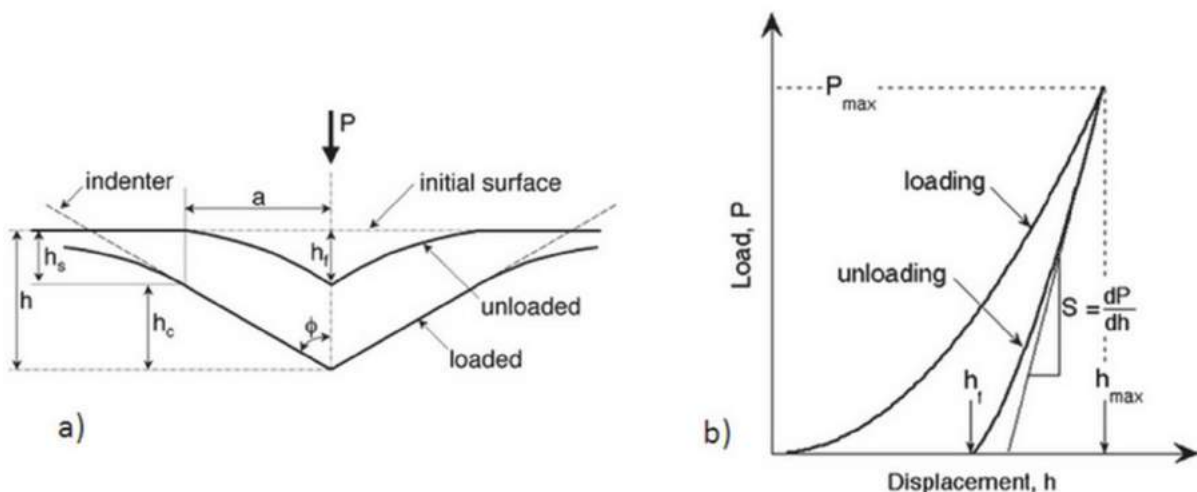 P
indenter
a
initial surface
h_s
h_f
h
h_c
ϕ
unloaded
loaded
a)
P_max
loading
unloading
S = dP/dh
h_f
h_max
Load, P
Displacement, h
b)